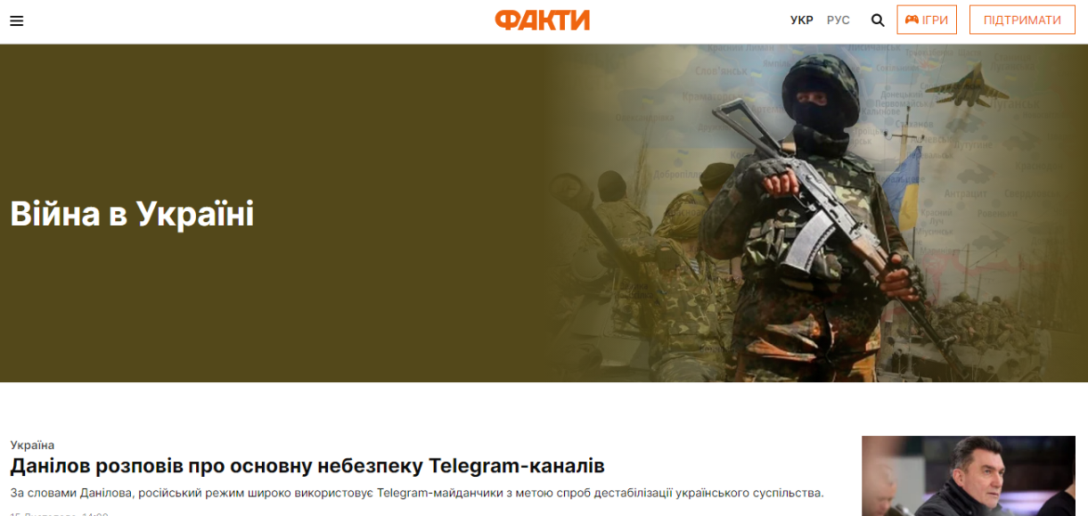 ФАКТИ
УКР РУС ІГРИ ПІДТРИМАТИ
Війна в Україні
Україна
Данілов розповів про основну небезпеку Telegram-каналів
За словами Данілова, російський режим широко використовує Telegram-майданчики з метою спроб дестабілізації українського суспільства.